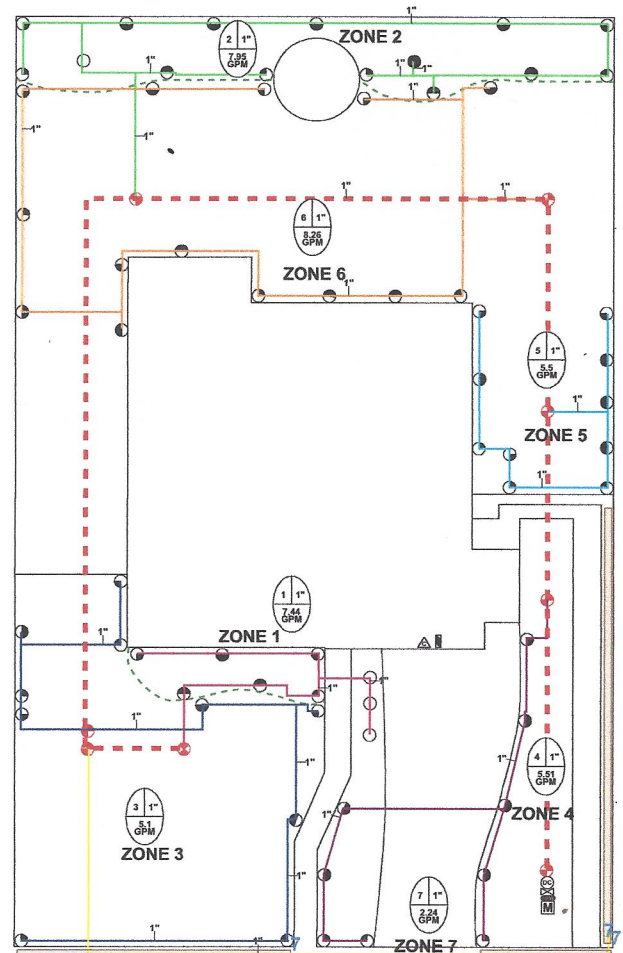 1"
2 1"
7.95
GPM
ZONE 2
1"
1"
1"
1"
1"
1"
1"
6 1"
8.26
GPM
ZONE 6
1"
5 1"
5.5
GPM
1"
ZONE 5
1"
1 1"
7.44
GPM
1"
ZONE 1
C
1"
1"
1"
1"
1"
4 1"
5.51
GPM
3 1"
5.1
GPM
1"
ZONE 4
ZONE 3
1"
DC
M
7 1"
2.24
GPM
1"
7
77
1"
ZONE 7